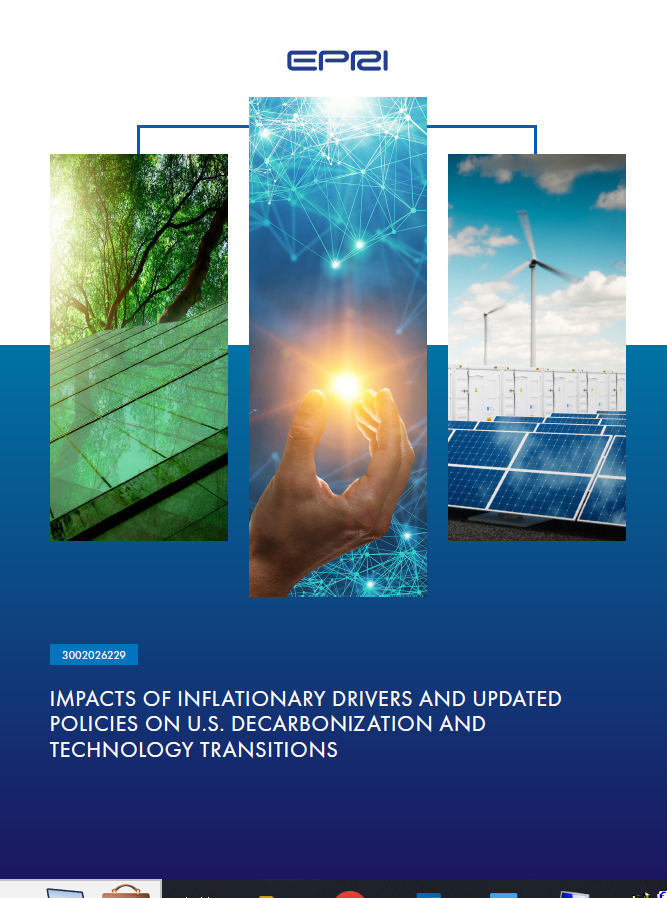 EPRI
3002026229
IMPACTS OF INFLATIONARY DRIVERS AND UPDATED
POLICIES ON U.S. DECARBONIZATION AND
TECHNOLOGY TRANSITIONS